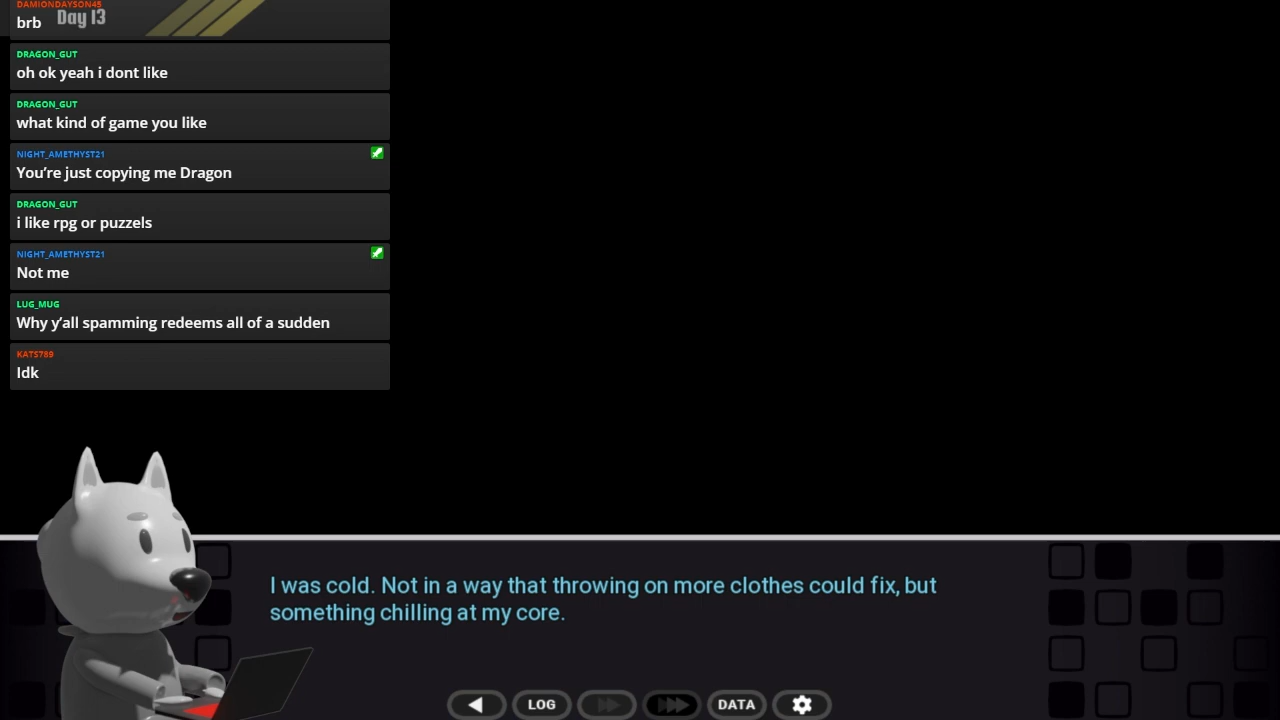 DAMIONDAYSON45
brb
Day 13
DRAGON_GUT
oh ok yeah i dont like
DRAGON_GUT
what kind of game you like
NIGHT_AMETHYST21
You’re just copying me Dragon
DRAGON_GUT
i like rpg or puzzels
NIGHT_AMETHYST21
Not me
LUG_MUG
Why y’all spamming redeems all of a sudden
KATS789
Idk
I was cold. Not in a way that throwing on more clothes could fix, but
something chilling at my core.
LOG
DATA